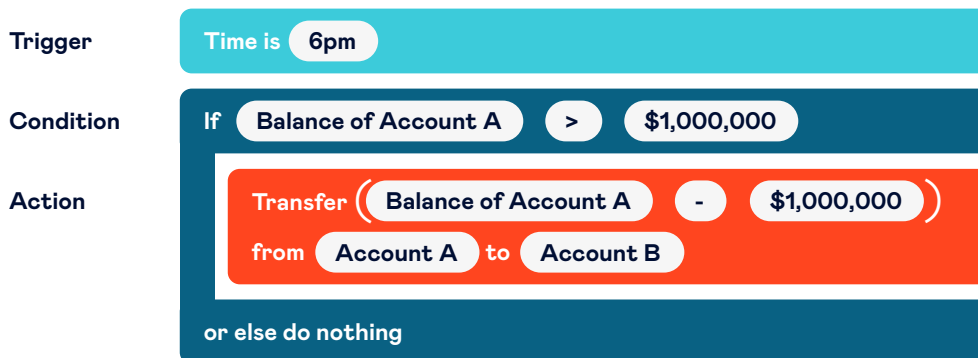 Trigger Time is 6pm
Condition If Balance of Account A > $1,000,000
Action Transfer (Balance of Account A - $1,000,000)
from Account A to Account B
or else do nothing